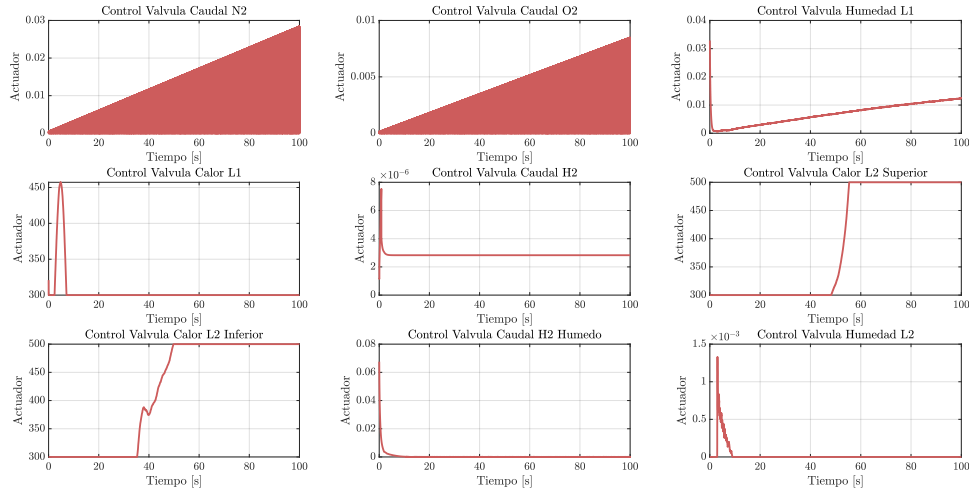 Control Valvula Caudal N2
0.03
0.02
0.01
0
Actuador
0 20 40 60 80 100
Tiempo [s]
Control Valvula Caudal O2
0.01
0.005
0
Actuador
0 20 40 60 80 100
Tiempo [s]
Control Valvula Humedad L1
0.04
0.03
0.02
0.01
0
Actuador
0 20 40 60 80 100
Tiempo [s]
Control Valvula Calor L1
450
400
350
300
Actuador
0 20 40 60 80 100
Tiempo [s]
Control Valvula Caudal H2
×10⁻⁶
8
6
4
2
0
Actuador
0 20 40 60 80 100
Tiempo [s]
Control Valvula Calor L2 Superior
500
450
400
350
300
Actuador
0 20 40 60 80 100
Tiempo [s]
Control Valvula Calor L2 Inferior
500
400
300
Actuador
0 20 40 60 80 100
Tiempo [s]
Control Valvula Caudal H2 Humedo
0.08
0.06
0.04
0.02
0
Actuador
0 20 40 60 80 100
Tiempo [s]
Control Valvula Humedad L2
×10⁻³
1.5
1
0.5
0
Actuador
0 20 40 60 80 100
Tiempo [s]